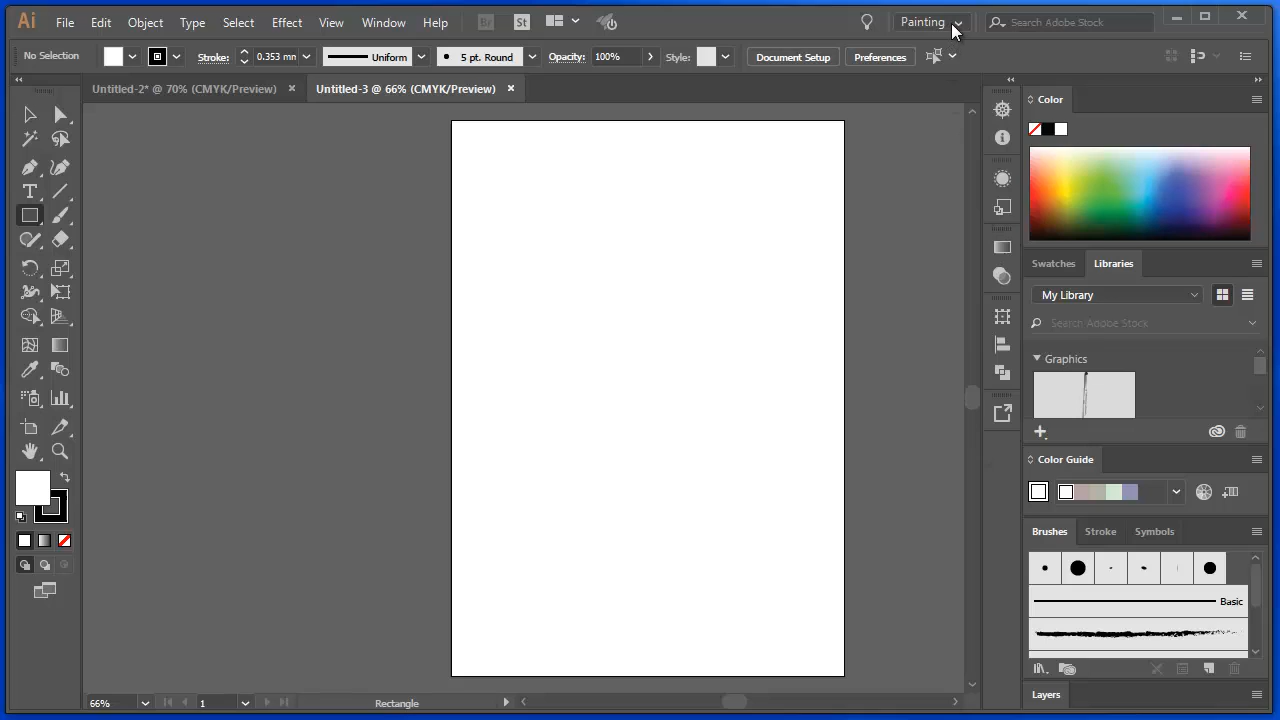 Ai File Edit Object Type Select Effect View Window Help Br St Painting Search Adobe Stock
No Selection Stroke: 0.353 mn Uniform 5 pt. Round Opacity: 100% Style: Document Setup Preferences
Untitled-2* @ 70% (CMYK/Preview) Untitled-3 @ 66% (CMYK/Preview)
Color
Swatches Libraries
My Library
Search Adobe Stock
Graphics
Color Guide
Brushes Stroke Symbols
Basic
Layers
66% 1 Rectangle